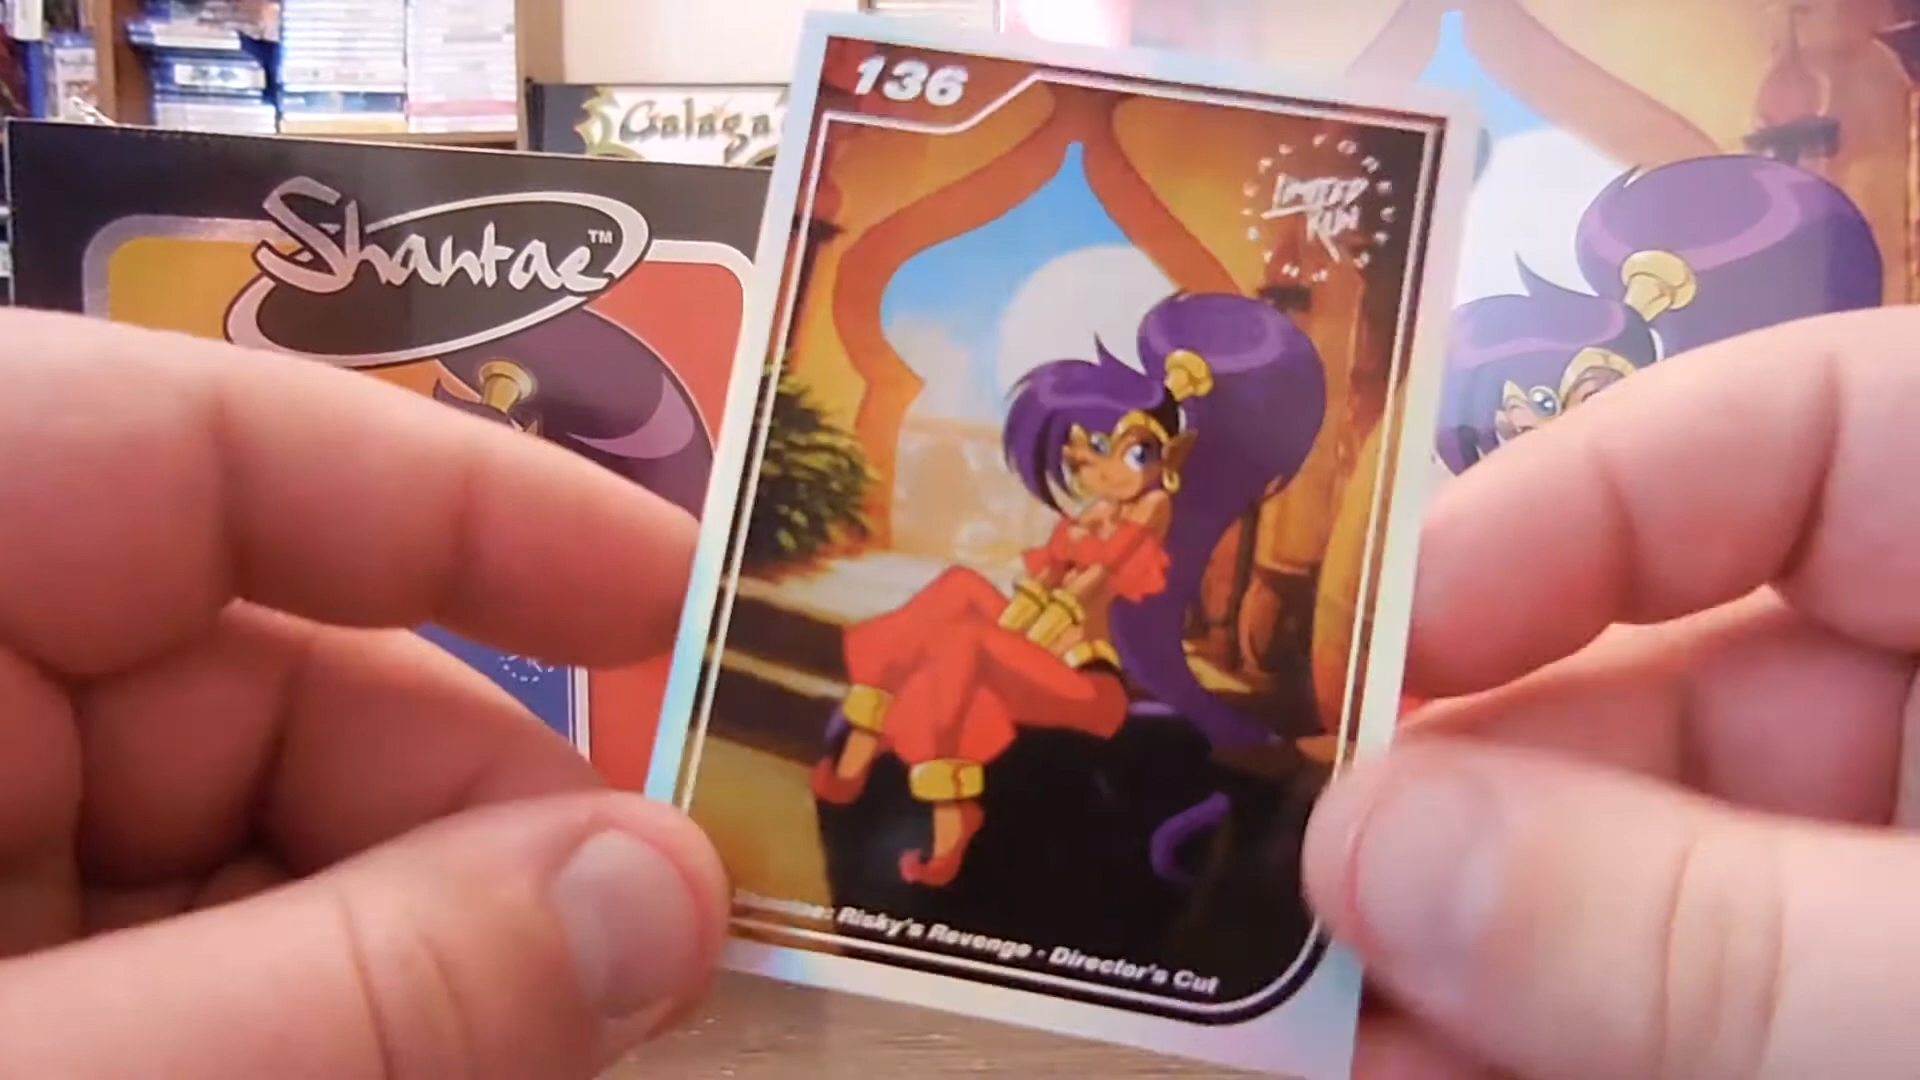 136
Galaga
Shantae™
LIMITED
RUN
Risky's Revenge - Director's Cut